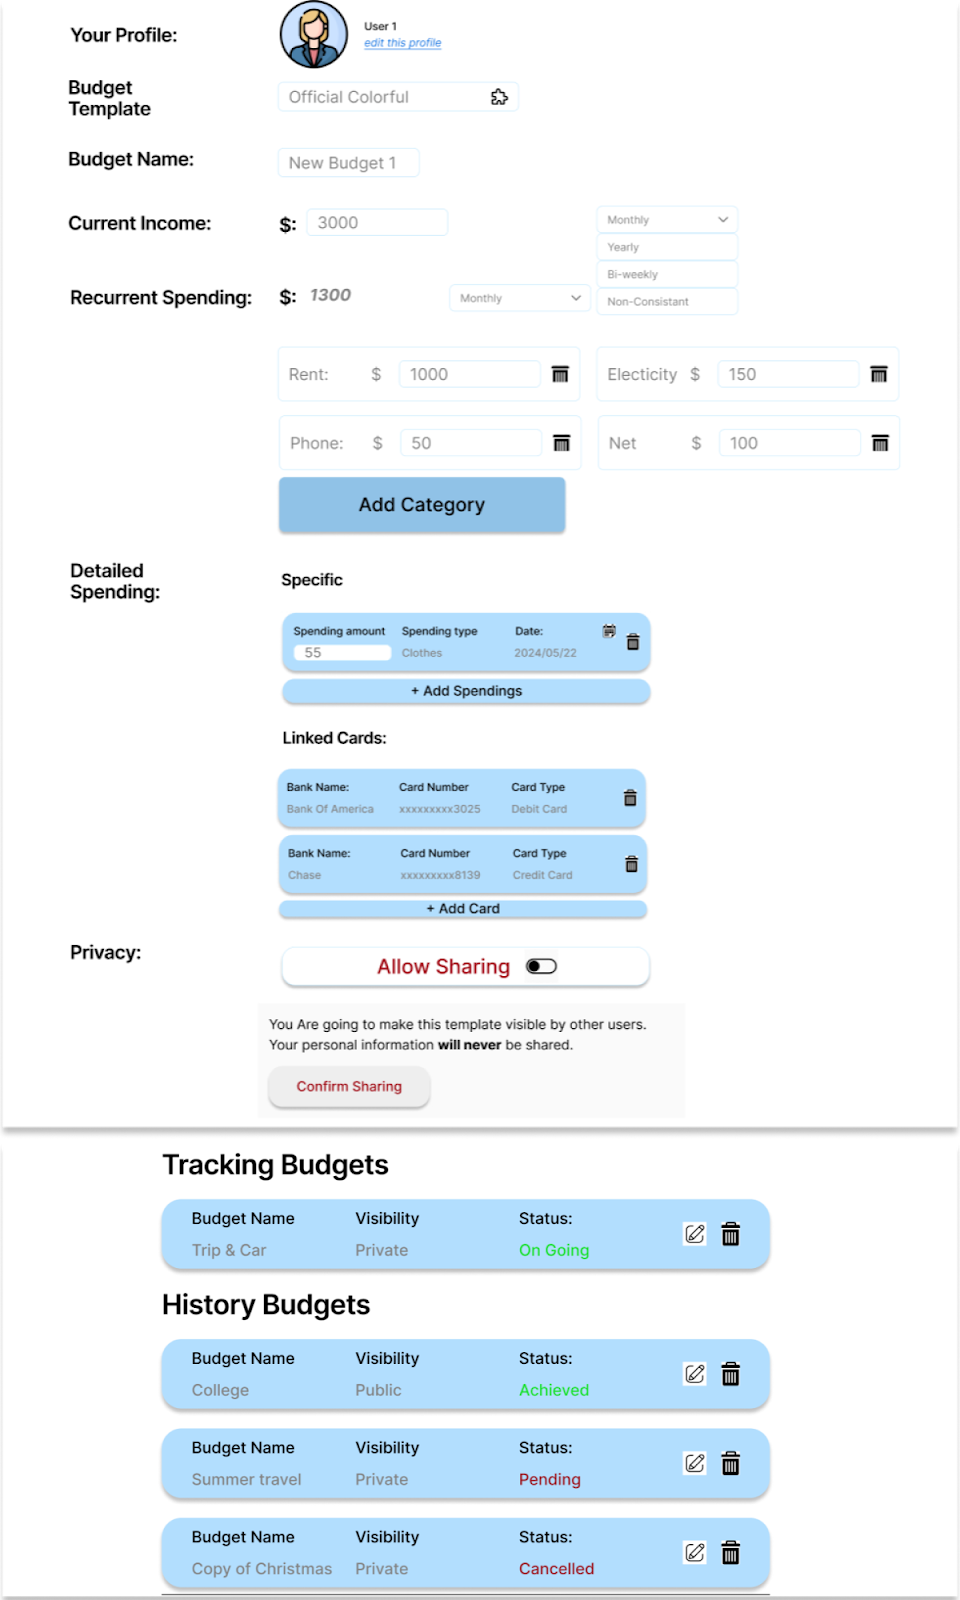 Your Profile:
User 1
edit this profile
Budget
Template
Official Colorful
Budget Name:
New Budget 1
Current Income:
$:
3000
Monthly
Yearly
Bi-weekly
Non-Consistant
Recurrent Spending:
$:
1300
Monthly
Rent: $ 1000
Electicity $ 150
Phone: $ 50
Net $ 100
Add Category
Detailed
Spending:
Specific
Spending amount Spending type Date:
55 Clothes 2024/05/22
+ Add Spendings
Linked Cards:
Bank Name: Card Number Card Type
Bank Of America xxxxxxxxx3025 Debit Card
Bank Name: Card Number Card Type
Chase xxxxxxxxx8139 Credit Card
+ Add Card
Privacy:
Allow Sharing
You Are going to make this template visible by other users.
Your personal information will never be shared.
Confirm Sharing
Tracking Budgets
Budget Name Visibility Status:
Trip & Car Private On Going
History Budgets
Budget Name Visibility Status:
College Public Achieved
Budget Name Visibility Status:
Summer travel Private Pending
Budget Name Visibility Status:
Copy of Christmas Private Cancelled